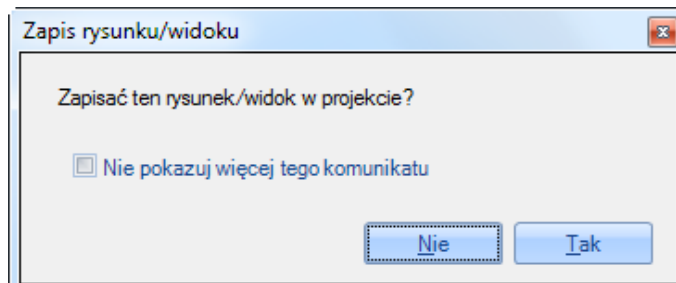 Zapis rysunku/widoku
Zapisać ten rysunek/widok w projekcie?
Nie pokazuj więcej tego komunikatu
Nie
Tak